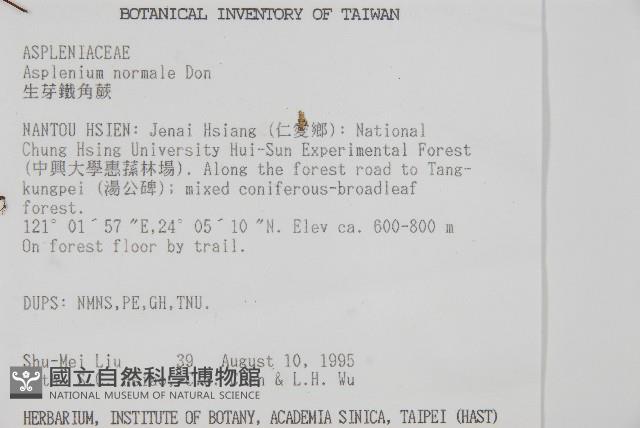 BOTANICAL INVENTORY OF TAIWAN
ASPLENIACEAE
Asplenium normale Don
生芽鐵角蕨
NANTOU HSIEN: Jenai Hsiang (仁愛鄉): National
Chung Hsing University Hui-Sun Experimental Forest
(中興大學惠蓀林場). Along the forest road to Tang-
kungpei (湯公碑); mixed coniferous-broadleaf
forest.
121° 01´57 ″E,24° 05´10 ″N. Elev ca. 600-800 m
On forest floor by trail.
DUPS: NMNS,PE,GH,TNU.
Shu-Mei Liu 39 August 10, 1995
& L.H. Wu
國立自然科學博物館
NATIONAL MUSEUM OF NATURAL SCIENCE
HERBARIUM, INSTITUTE OF BOTANY, ACADEMIA SINICA, TAIPEI (HAST)